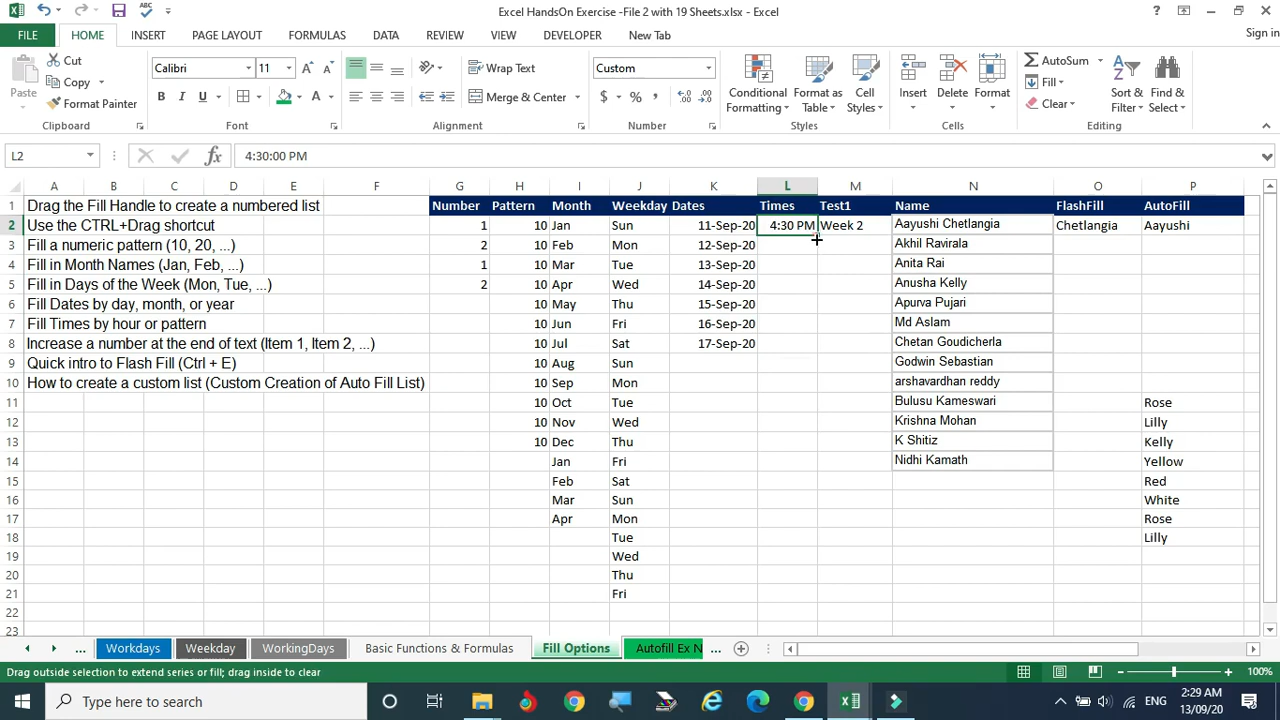 Excel HandsOn Exercise -File 2 with 19 Sheets.xlsx - Excel
FILE HOME INSERT PAGE LAYOUT FORMULAS DATA REVIEW VIEW DEVELOPER New Tab Sign in
Paste Cut Copy Format Painter
Calibri 11 Wrap Text Merge & Center Custom
Conditional Formatting Format as Table Cell Styles Insert Delete Format
AutoSum Fill Clear Sort & Filter Find & Select
Clipboard Font Alignment Number Styles Cells Editing
L2 fx 4:30:00 PM
A B C D E F G H I J K L M N O P
1 Drag the Fill Handle to create a numbered list Number Pattern Month Weekday Dates Times Test1 Name FlashFill AutoFill
2 Use the CTRL+Drag shortcut 1 10 Jan Sun 11-Sep-20 4:30 PM Week 2 Aayushi Chetlangia Chetlangia Aayushi
3 Fill a numeric pattern (10, 20, ...) 2 10 Feb Mon 12-Sep-20 Akhil Ravirala
4 Fill in Month Names (Jan, Feb, ...) 1 10 Mar Tue 13-Sep-20 Anita Rai
5 Fill in Days of the Week (Mon, Tue, ...) 2 10 Apr Wed 14-Sep-20 Anusha Kelly
6 Fill Dates by day, month, or year 10 May Thu 15-Sep-20 Apurva Pujari
7 Fill Times by hour or pattern 10 Jun Fri 16-Sep-20 Md Aslam
8 Increase a number at the end of text (Item 1, Item 2, ...) 10 Jul Sat 17-Sep-20 Chetan Goudicherla
9 Quick intro to Flash Fill (Ctrl + E) 10 Aug Sun Godwin Sebastian
10 How to create a custom list (Custom Creation of Auto Fill List) 10 Sep Mon arshavardhan reddy
11 10 Oct Tue Bulusu Kameswari Rose
12 10 Nov Wed Krishna Mohan Lilly
13 10 Dec Thu K Shitiz Kelly
14 Jan Fri Nidhi Kamath Yellow
15 Feb Sat Red
16 Mar Sun White
17 Apr Mon Rose
18 Tue Lilly
19 Wed
20 Thu
21 Fri
22
23
... Workdays Weekday WorkingDays Basic Functions & Formulas Fill Options Autofill Ex N ...
Drag outside selection to extend series or fill; drag inside to clear 100%
Type here to search ENG 2:29 AM
13/09/20